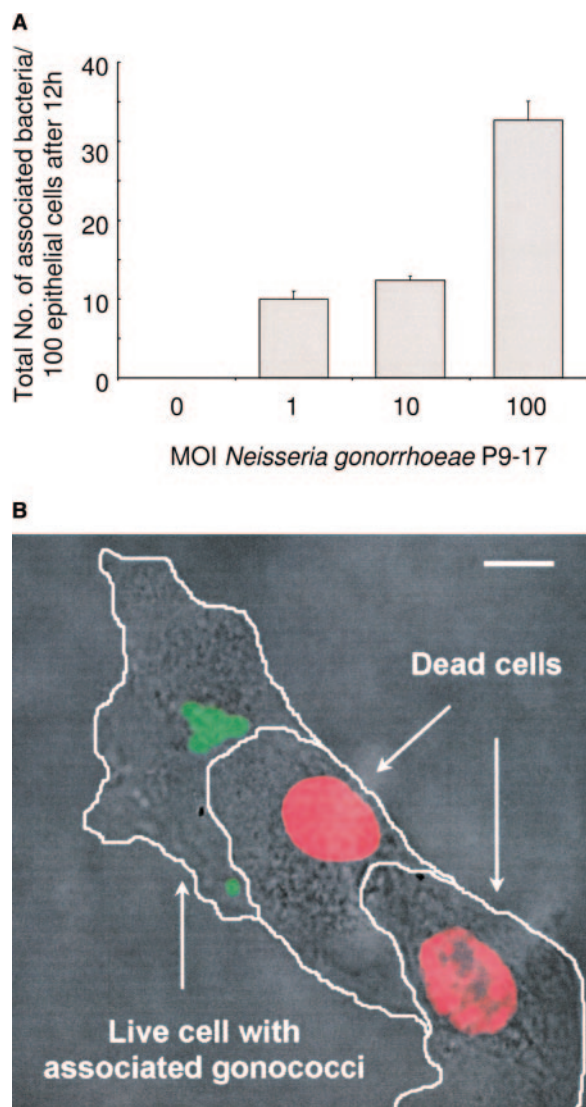 A
Total No. of associated bacteria/
100 epithelial cells after 12h
40
30
20
10
0
0 1 10 100
MOI Neisseria gonorrhoeae P9-17
B
Dead cells
Live cell with
associated gonococci